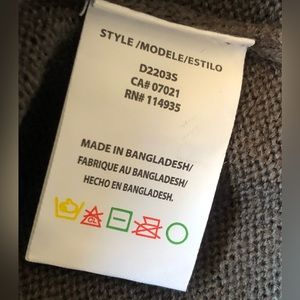 STYLE /MODELE/ESTILO
D2203S
CA# 07021
RN# 114935
MADE IN BANGLADESH/
FABRIQUE AU BANGLADESH/
HECHO EN BANGLADESH.